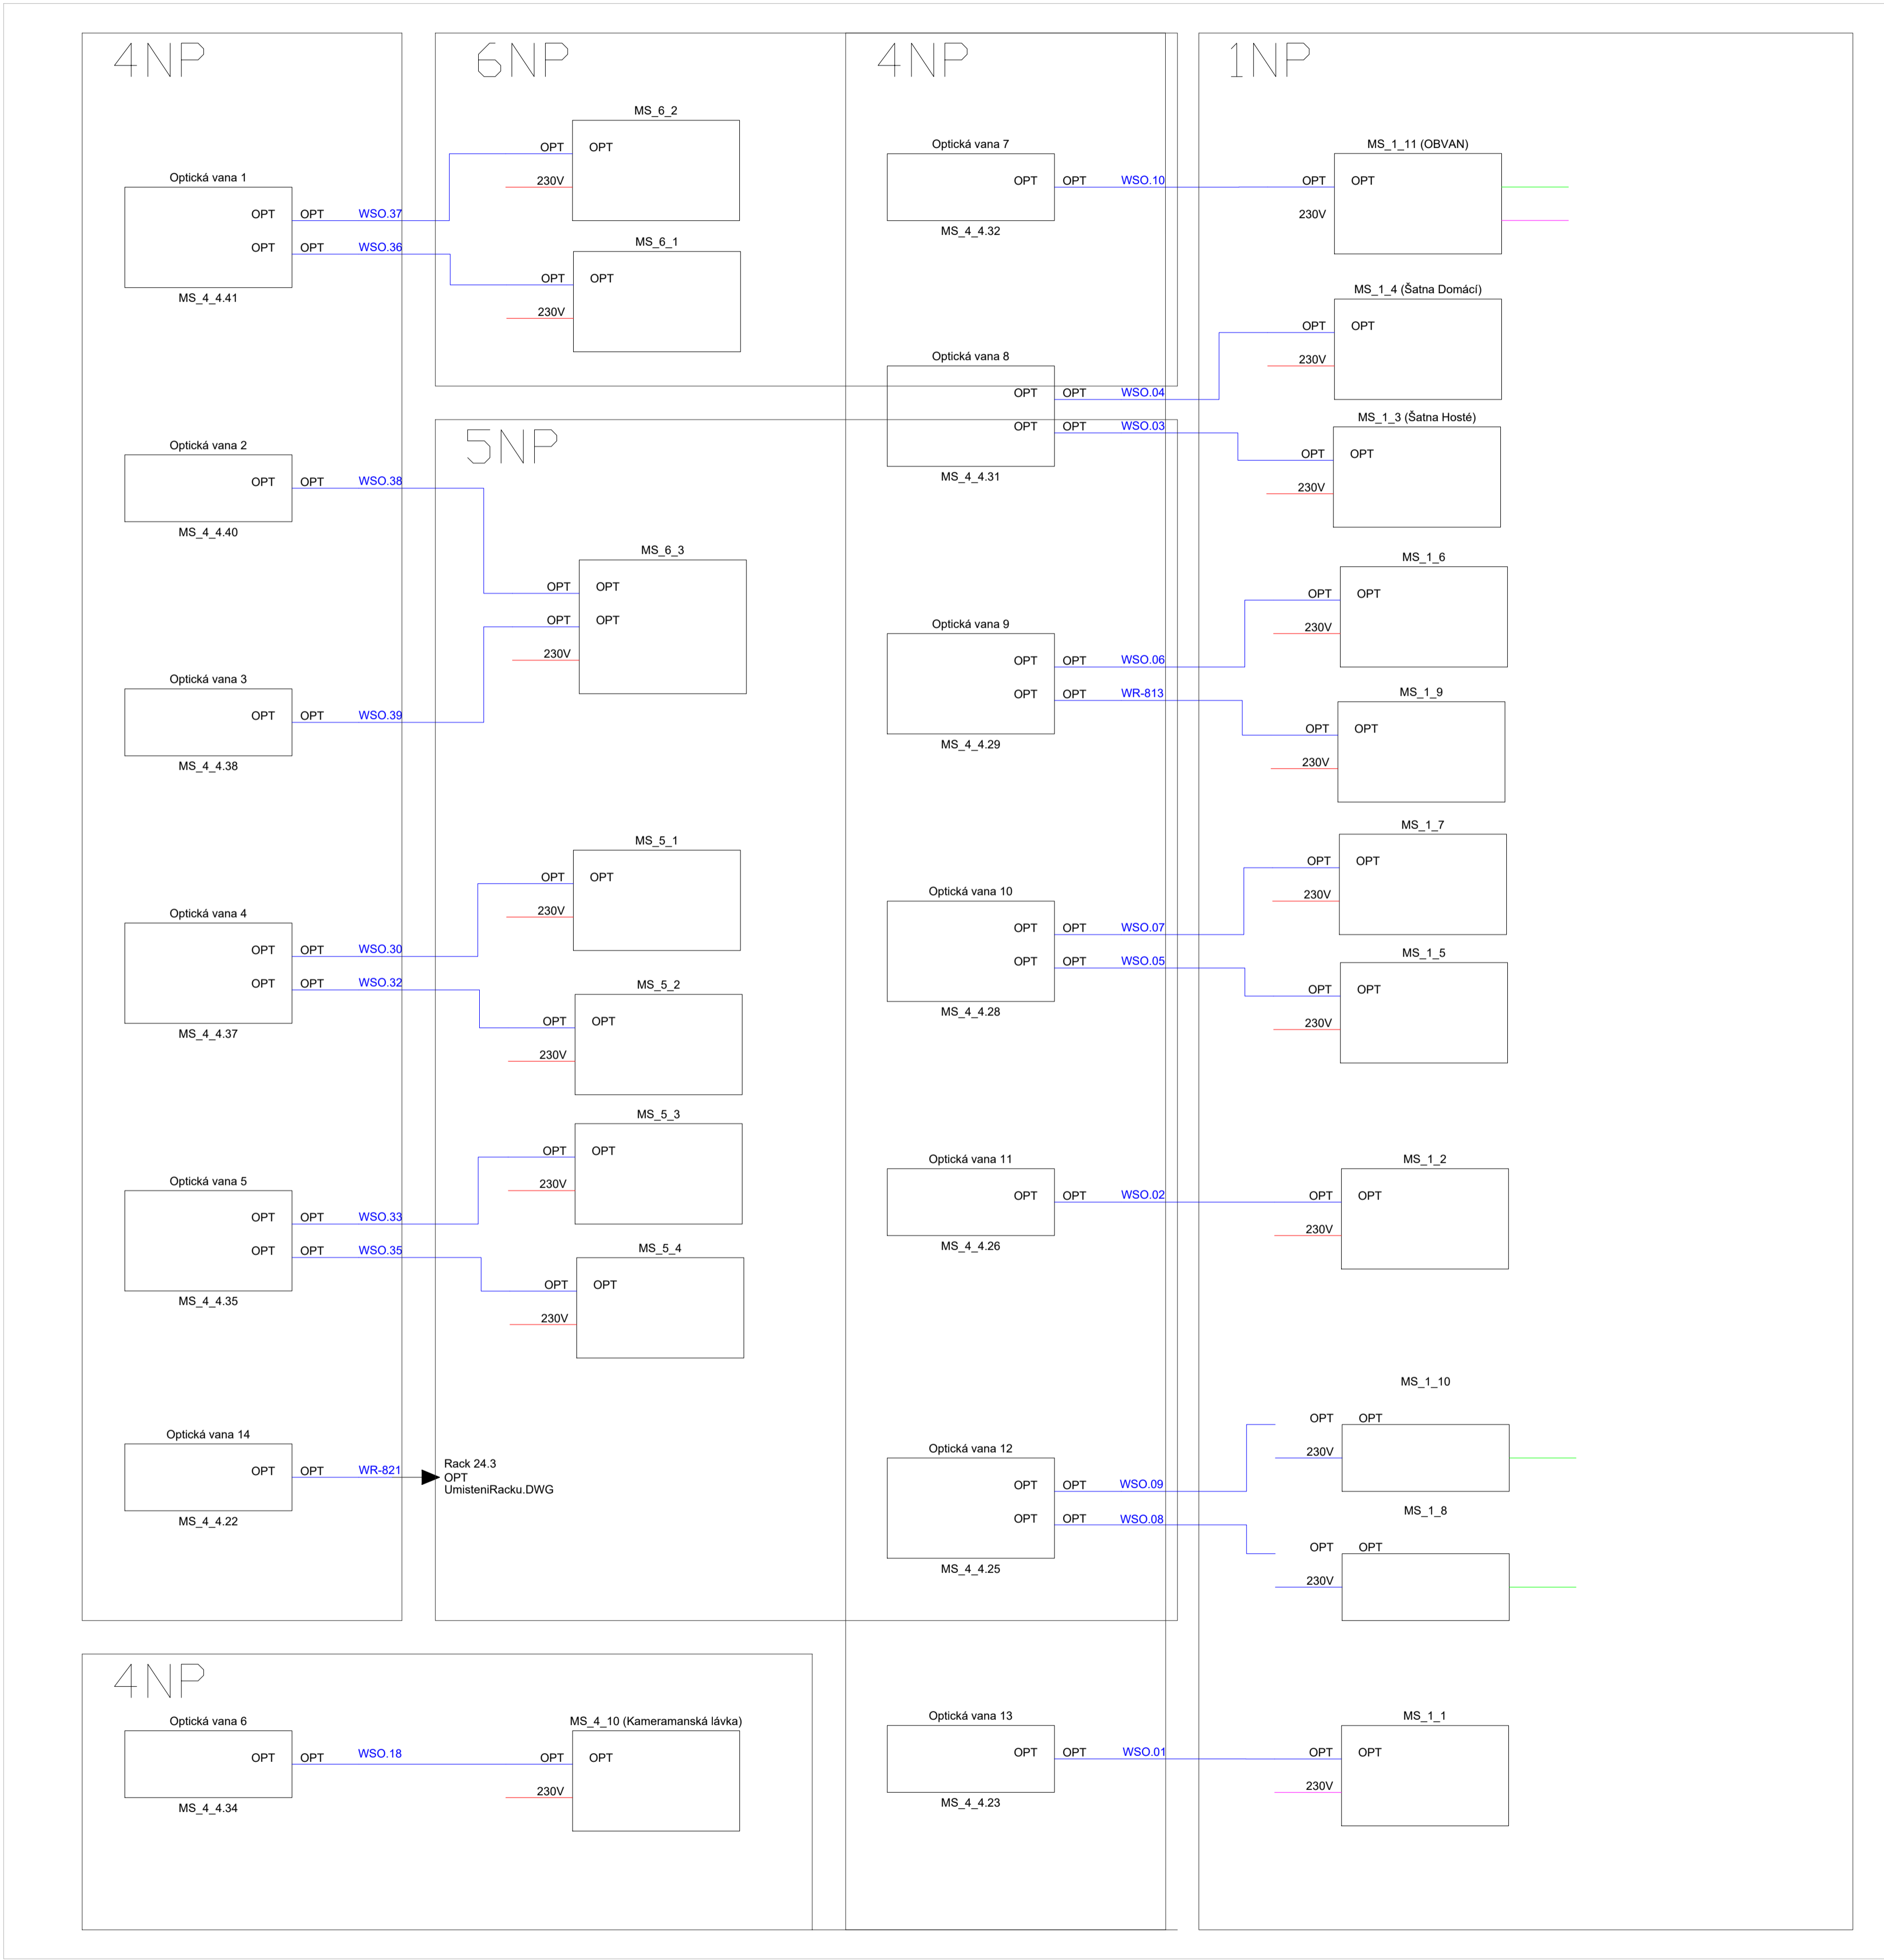 4NP
Optická vana 1
OPT OPT WSO.37
OPT OPT WSO.36
MS_4_4.41
Optická vana 2
OPT OPT WSO.38
MS_4_4.40
Optická vana 3
OPT OPT WSO.39
MS_4_4.38
Optická vana 4
OPT OPT WSO.30
OPT OPT WSO.32
MS_4_4.37
Optická vana 5
OPT OPT WSO.33
OPT OPT WSO.35
MS_4_4.35
Optická vana 14
OPT OPT WR-821
MS_4_4.22
6NP
MS_6_2
OPT OPT
230V
MS_6_1
OPT OPT
230V
5NP
MS_6_3
OPT OPT
OPT OPT
230V
MS_5_1
OPT OPT
230V
MS_5_2
OPT OPT
230V
MS_5_3
OPT OPT
230V
MS_5_4
OPT OPT
230V
Rack 24.3
OPT
UmisteniRacku.DWG
4NP
Optická vana 6
OPT OPT WSO.18
MS_4_4.34
MS_4_10 (Kameramanská lávka)
OPT OPT
230V
4NP
Optická vana 7
OPT OPT WSO.10
MS_4_4.32
Optická vana 8
OPT OPT WSO.04
OPT OPT WSO.03
MS_4_4.31
Optická vana 9
OPT OPT WSO.06
OPT OPT WR-813
MS_4_4.29
Optická vana 10
OPT OPT WSO.07
OPT OPT WSO.05
MS_4_4.28
Optická vana 11
OPT OPT WSO.02
MS_4_4.26
Optická vana 12
OPT OPT WSO.09
OPT OPT WSO.08
MS_4_4.25
Optická vana 13
OPT OPT WSO.01
MS_4_4.23
1NP
MS_1_11 (OBVAN)
OPT OPT
230V
MS_1_4 (Šatna Domácí)
OPT OPT
230V
MS_1_3 (Šatna Hosté)
OPT OPT
230V
MS_1_6
OPT OPT
230V
MS_1_9
OPT OPT
230V
MS_1_7
OPT OPT
230V
MS_1_5
OPT OPT
230V
MS_1_2
OPT OPT
230V
MS_1_10
OPT OPT
230V
MS_1_8
OPT OPT
230V
MS_1_1
OPT OPT
230V